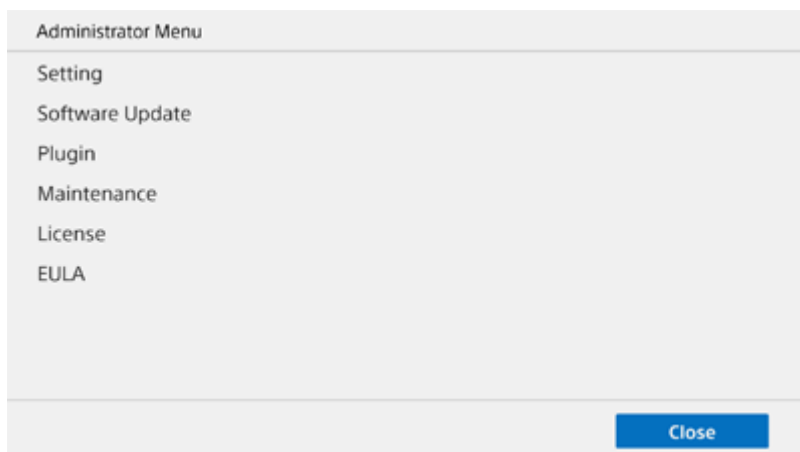 Administrator Menu
Setting
Software Update
Plugin
Maintenance
License
EULA
Close